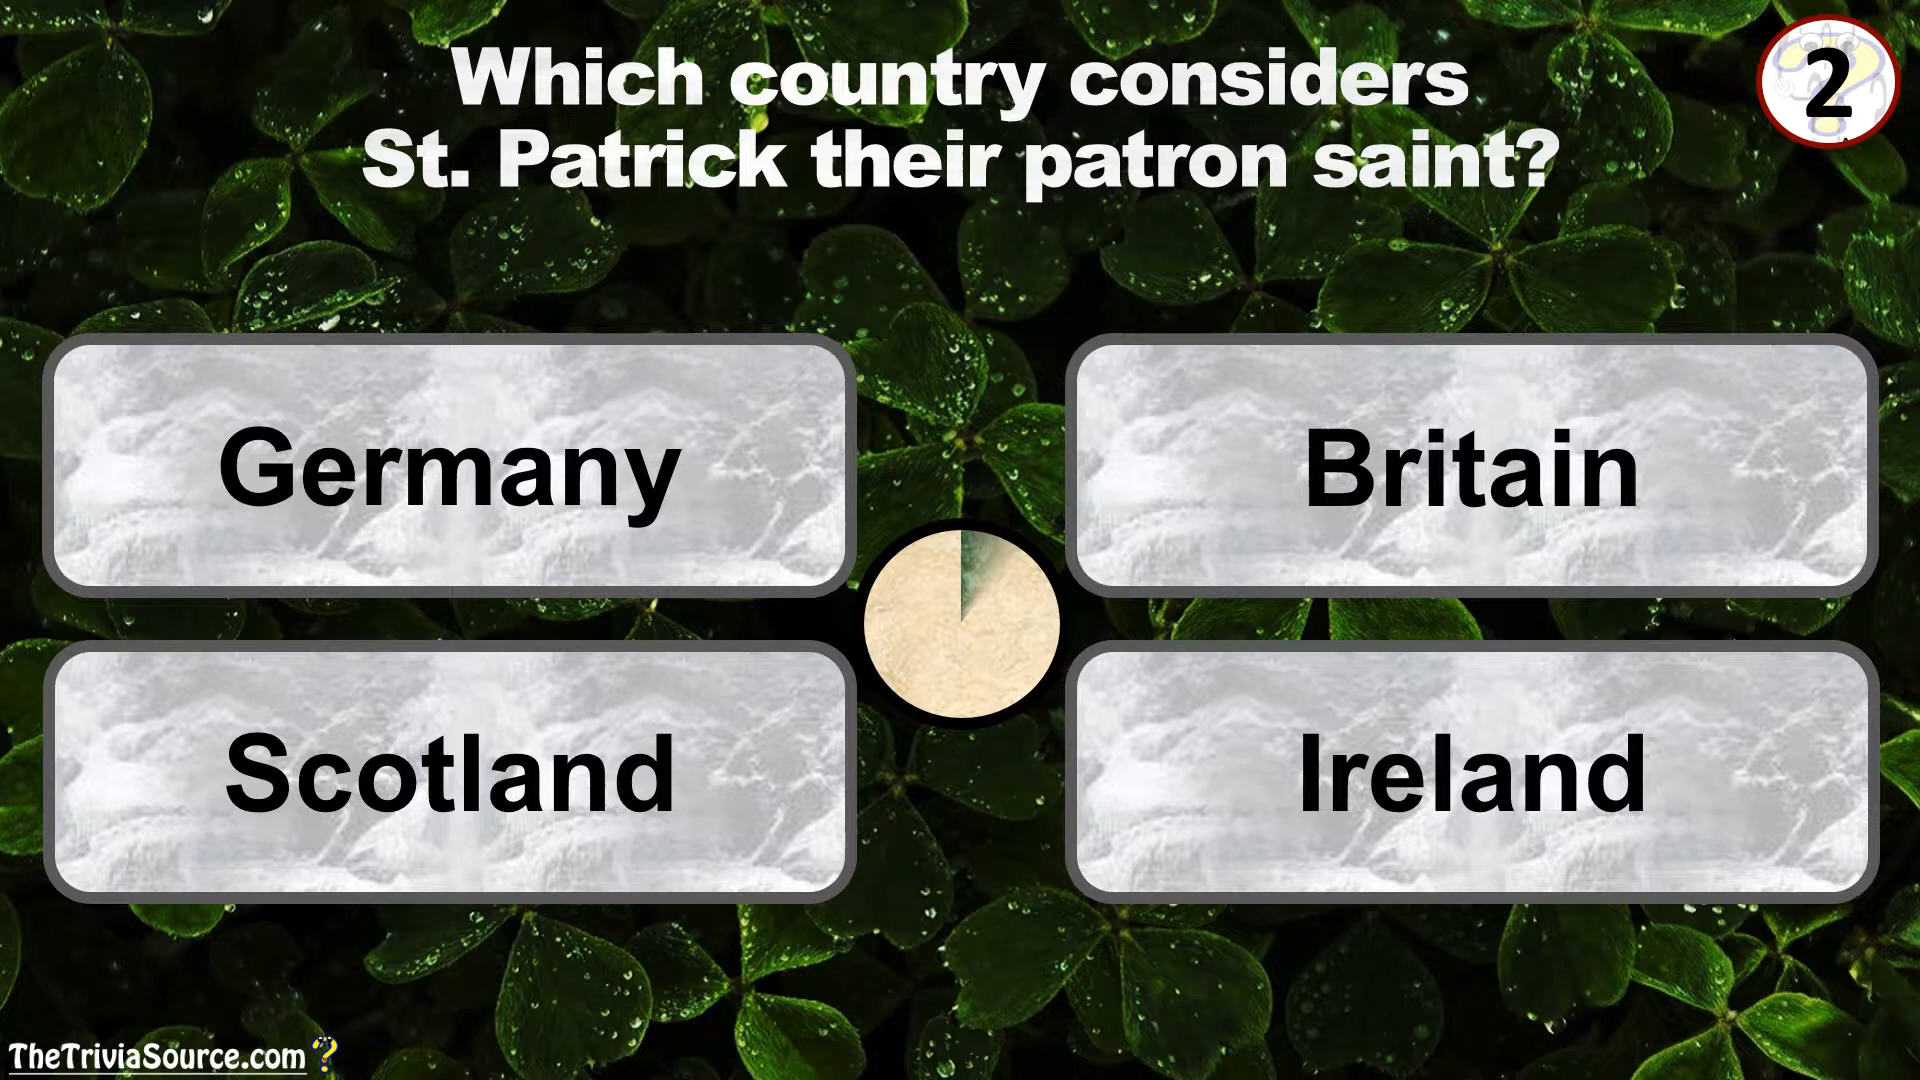 Which country considers
St. Patrick their patron saint?
2
Germany
Britain
Scotland
Ireland
TheTriviaSource.com